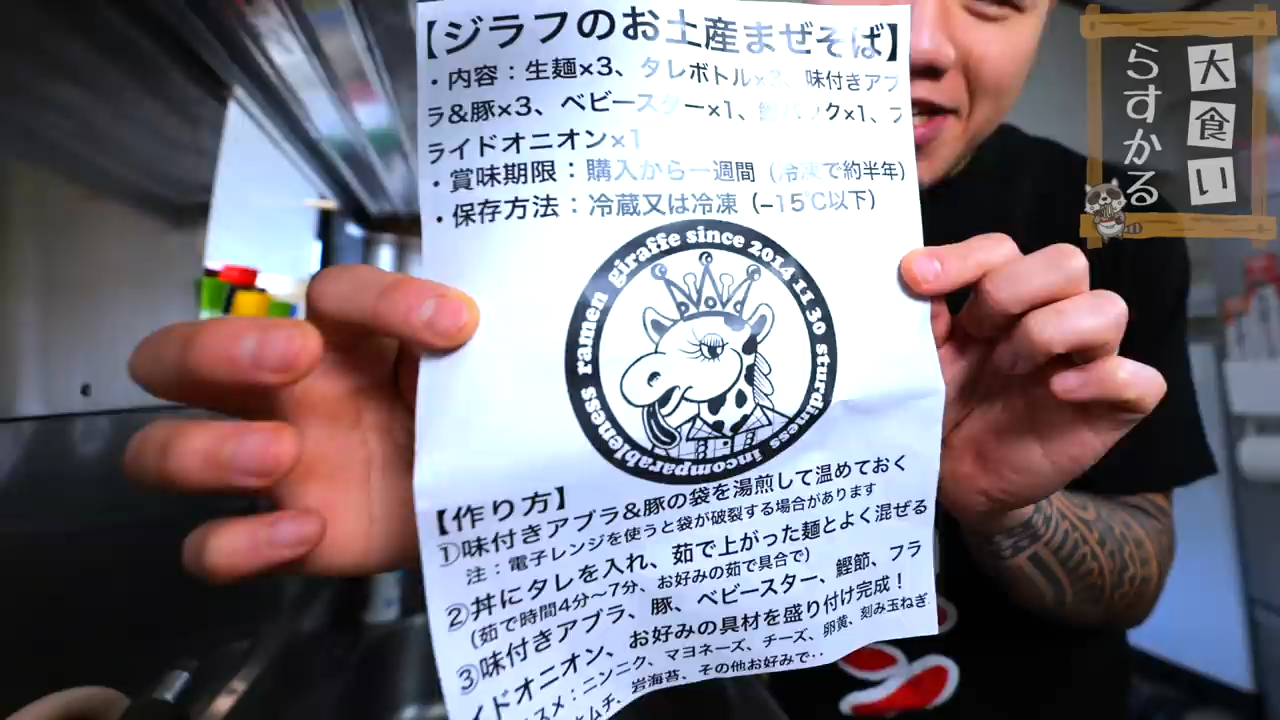 【ジラフのお土産まぜそば】
・内容：生麺×3、タレボトル×3、味付きアブ
ラ&豚×3、ベビースター×1、鰹パック×1、フ
ライドオニオン×1
・賞味期限：購入から一週間（冷凍で約半年）
・保存方法：冷蔵又は冷凍（−15℃以下）
ramen giraffe since 2014 11 30 sturdiness incomparableness
【作り方】
①味付きアブラ&豚の袋を湯煎して温めておく
注：電子レンジを使うと袋が破裂する場合があります
②丼にタレを入れ、茹で上がった麺とよく混ぜる
(茹で時間4分〜7分、お好みの茹で具合で)
③味付きアブラ、豚、ベビースター、鰹節、フラ
イドオニオン、お好みの具材を盛り付け完成！
スメ：ニンニク、マヨネーズ、チーズ、卵黄、刻み玉ねぎ
ムチ、岩海苔、その他お好みで‥
大食い
らすかる